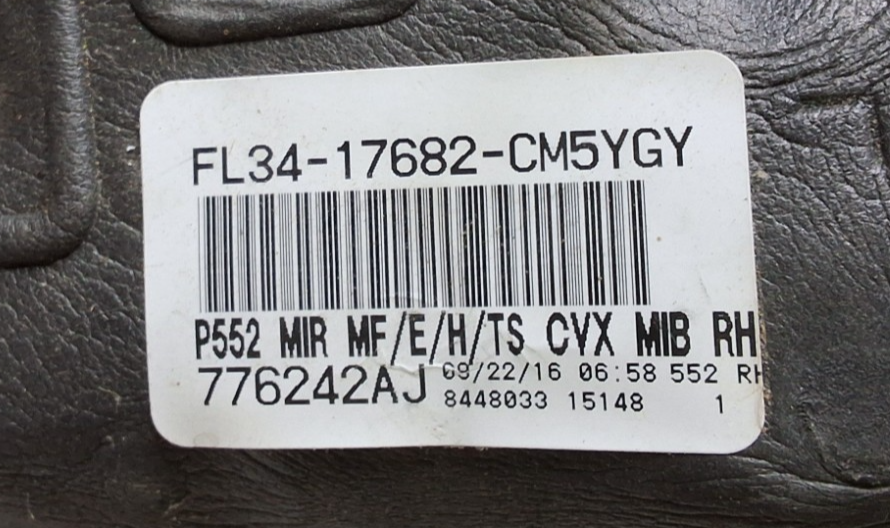 FL34-17682-CM5YGY
P552 MIR MF/E/H/TS CVX MIB RH
776242AJ 09/22/16 06:58 552 RH
8448033 15148 1